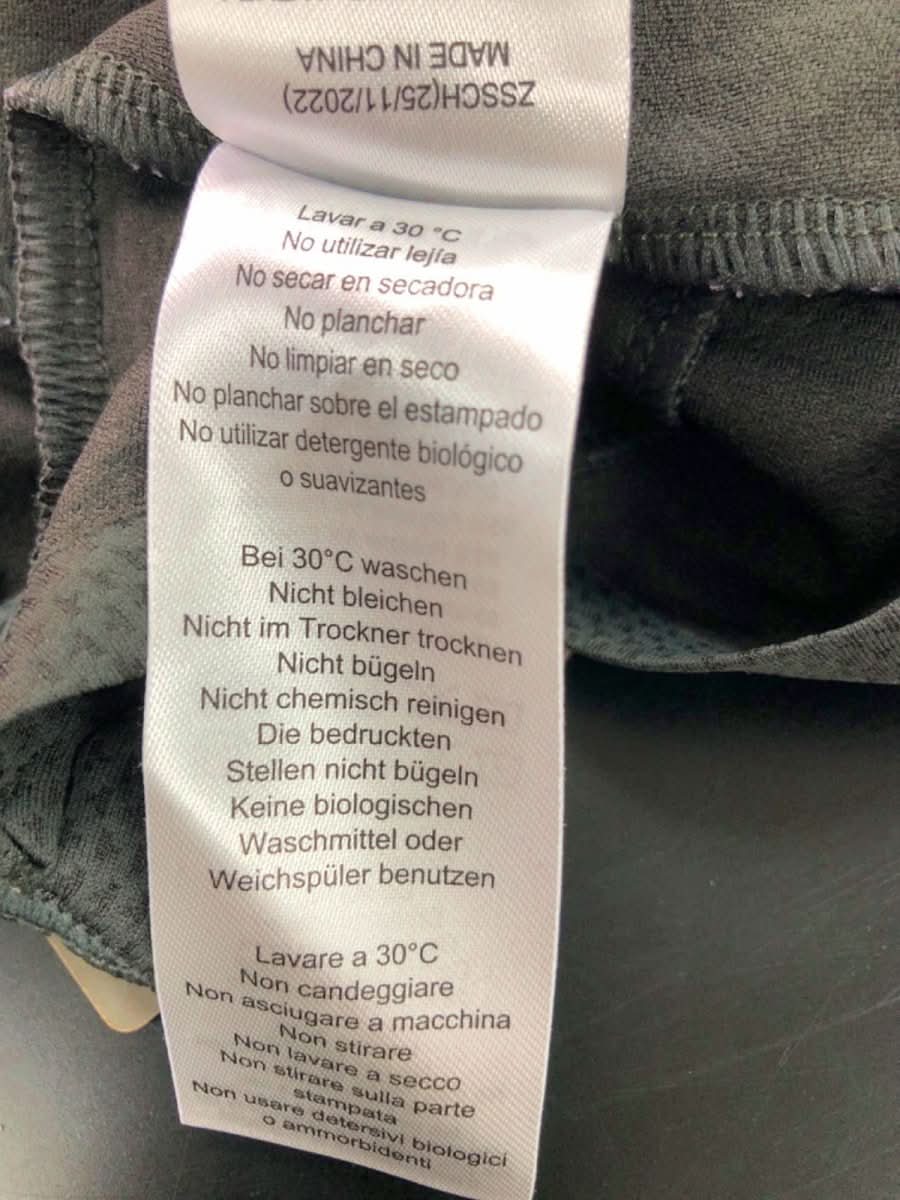 MADE IN CHINA
ZSSCH(25/11/2022)
Lavar a 30 °C
No utilizar lejía
No secar en secadora
No planchar
No limpiar en seco
No planchar sobre el estampado
No utilizar detergente biológico
o suavizantes
Bei 30°C waschen
Nicht bleichen
Nicht im Trockner trocknen
Nicht bügeln
Nicht chemisch reinigen
Die bedruckten
Stellen nicht bügeln
Keine biologischen
Waschmittel oder
Weichspüler benutzen
Lavare a 30°C
Non candeggiare
Non asciugare a macchina
Non stirare
Non lavare a secco
Non stirare sulla parte
stampata
Non usare detersivi biologici
o ammorbidenti